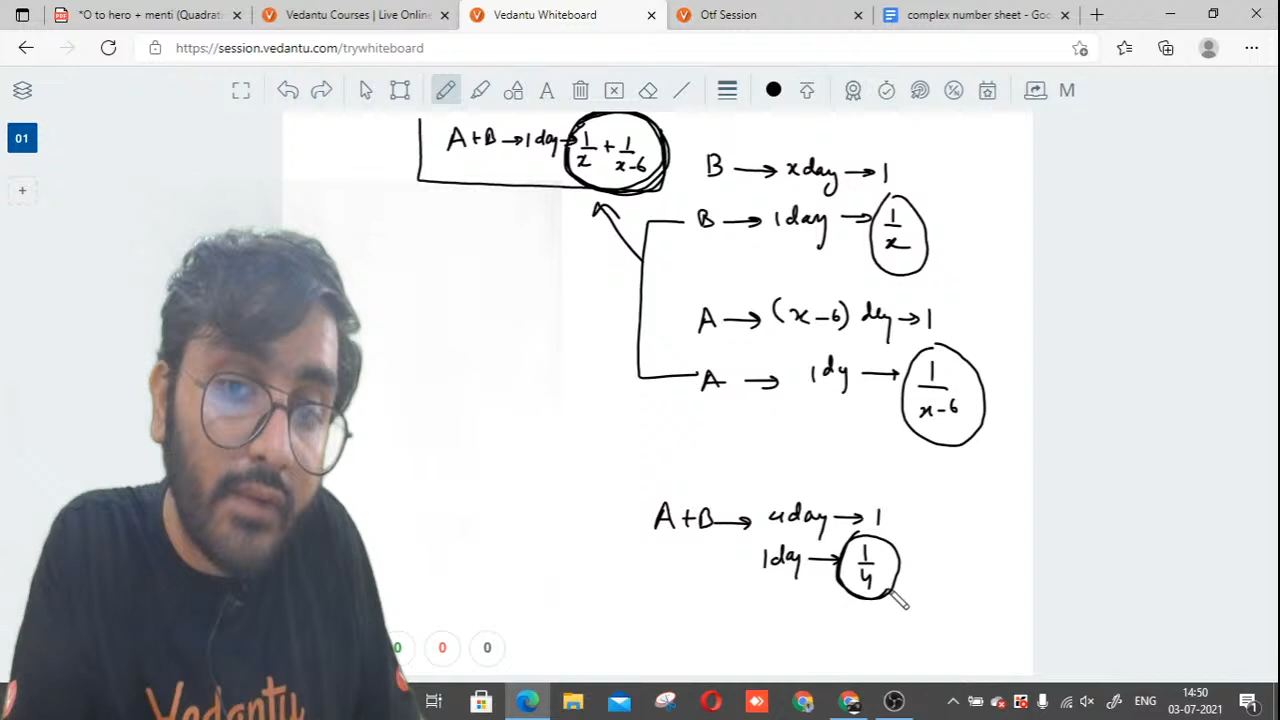 *O to hero + menti (Quadrat
Vedantu Courses | Live Online
Vedantu Whiteboard
Otf Session
complex number sheet - Goo
https://session.vedantu.com/trywhiteboard
M
01
A+B → 1 day → 1/x + 1/x-6
B → x day → 1
B → 1 day → 1/x
A → (x-6) day → 1
A → 1 dy → 1/x-6
A+B → 4 day → 1
1 day → 1/4
0 0 0
Vedantu
ENG
14:50
03-07-2021